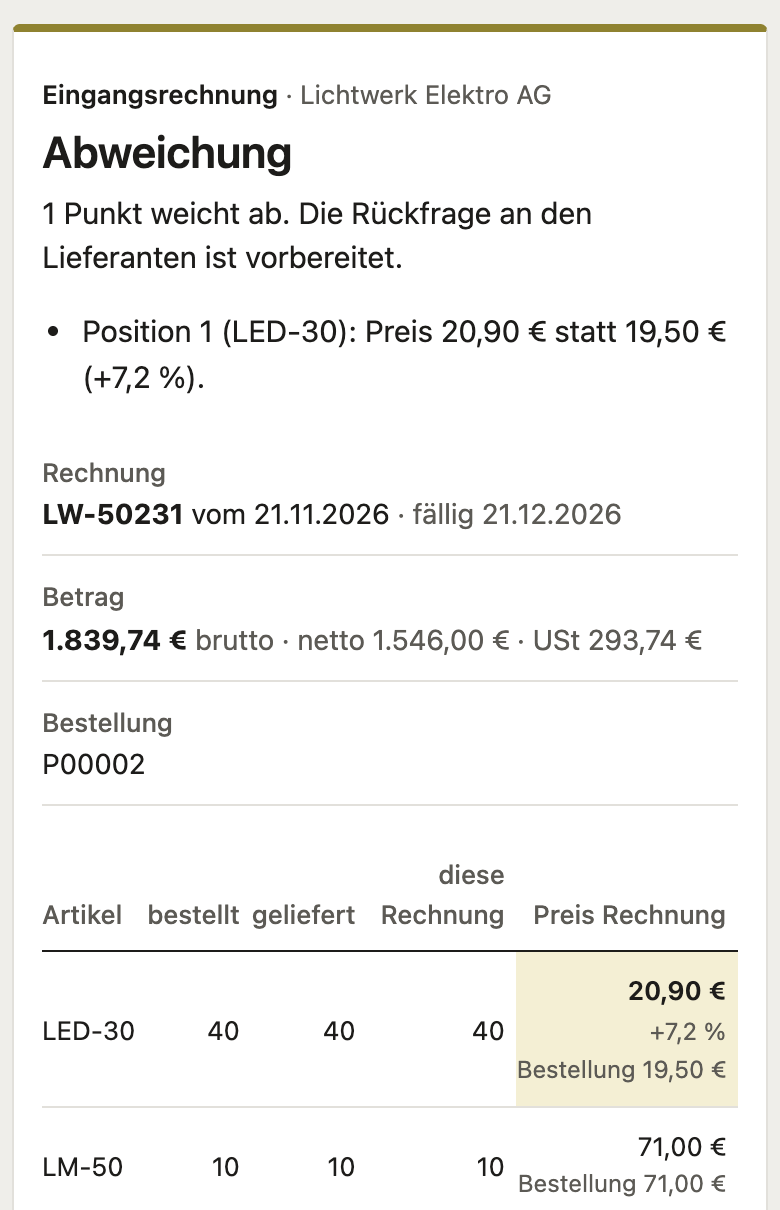 Eingangsrechnung · Lichtwerk Elektro AG
Abweichung
1 Punkt weicht ab. Die Rückfrage an den
Lieferanten ist vorbereitet.
• Position 1 (LED-30): Preis 20,90 € statt 19,50 €
(+7,2 %).
Rechnung
LW-50231 vom 21.11.2026 · fällig 21.12.2026
Betrag
1.839,74 € brutto · netto 1.546,00 € · USt 293,74 €
Bestellung
P00002
diese
Artikel bestellt geliefert Rechnung Preis Rechnung
20,90 €
LED-30 40 40 40 +7,2 %
Bestellung 19,50 €
71,00 €
LM-50 10 10 10
Bestellung 71,00 €